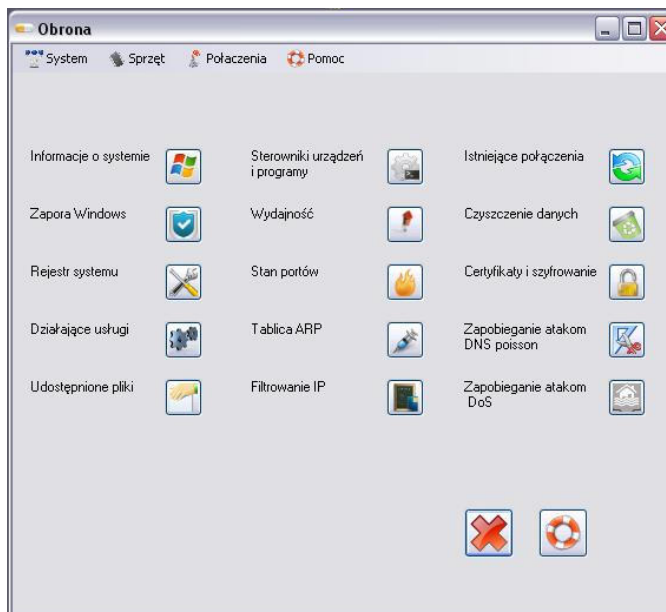 Obrona
System Sprzęt Połaczenia Pomoc
Informacje o systemie
Sterowniki urządzeń
i programy
Istniejące połączenia
Zapora Windows
Wydajność
Czyszczenie danych
Rejestr systemu
Stan portów
Certyfikaty i szyfrowanie
Działające usługi
Tablica ARP
Zapobieganie atakom
DNS poisson
Udostępnione pliki
Filtrowanie IP
Zapobieganie atakom
DoS